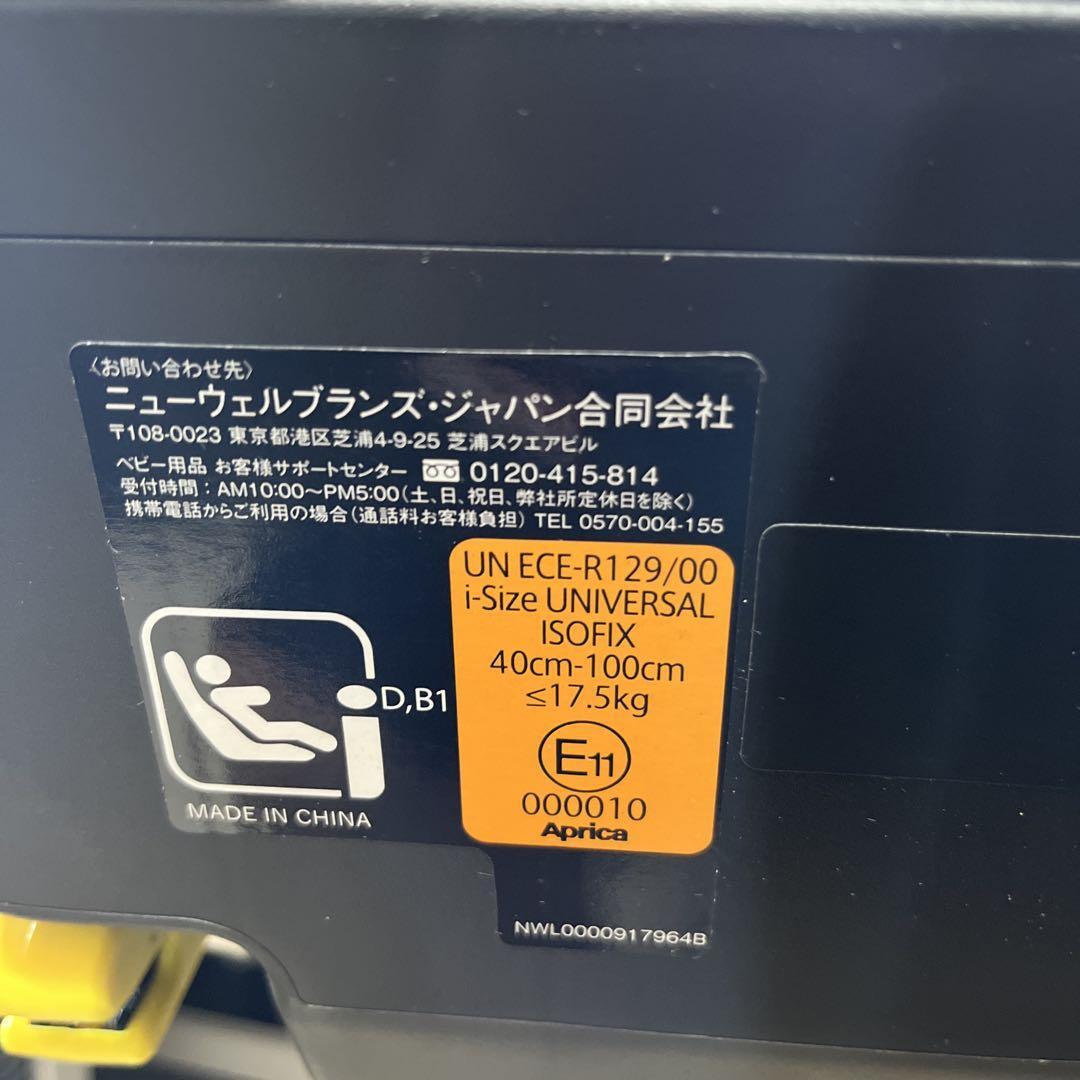 〈お問い合わせ先〉
ニューウェルブランズ・ジャパン合同会社
〒108-0023 東京都港区芝浦4-9-25 芝浦スクエアビル
ベビー用品 お客様サポートセンター 0120-415-814
受付時間：AM10:00〜PM5:00（土、日、祝日、弊社所定休日を除く）
携帯電話からご利用の場合（通話料お客様負担） TEL 0570-004-155
UN ECE-R129/00
i-Size UNIVERSAL
ISOFIX
40cm-100cm
≤17.5kg
E11
000010
Aprica
i
D,B1
MADE IN CHINA
NWL0000917964B